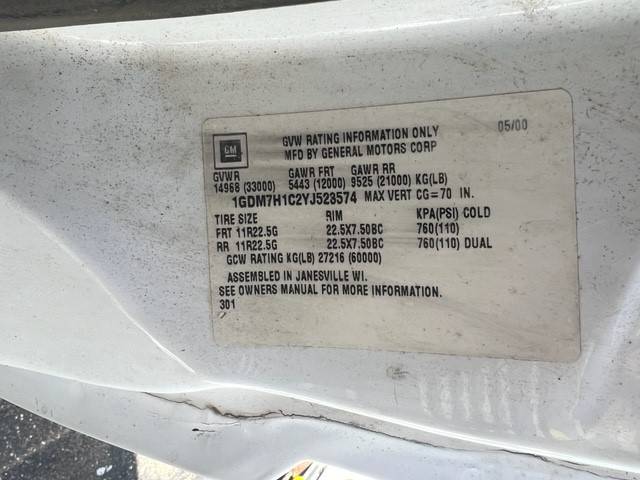 GM
GVW RATING INFORMATION ONLY 05/00
MFD BY GENERAL MOTORS CORP
GVWR GAWR FRT GAWR RR
14968 (33000) 5443 (12000) 9525 (21000) KG(LB)
1GDM7H1C2YJ523574 MAX VERT CG=70 IN.
TIRE SIZE RIM KPA(PSI) COLD
FRT 11R22.5G 22.5X7.50BC 760(110)
RR 11R22.5G 22.5X7.50BC 760(110) DUAL
GCW RATING KG(LB) 27216 (60000)
ASSEMBLED IN JANESVILLE WI.
SEE OWNERS MANUAL FOR MORE INFORMATION.
301